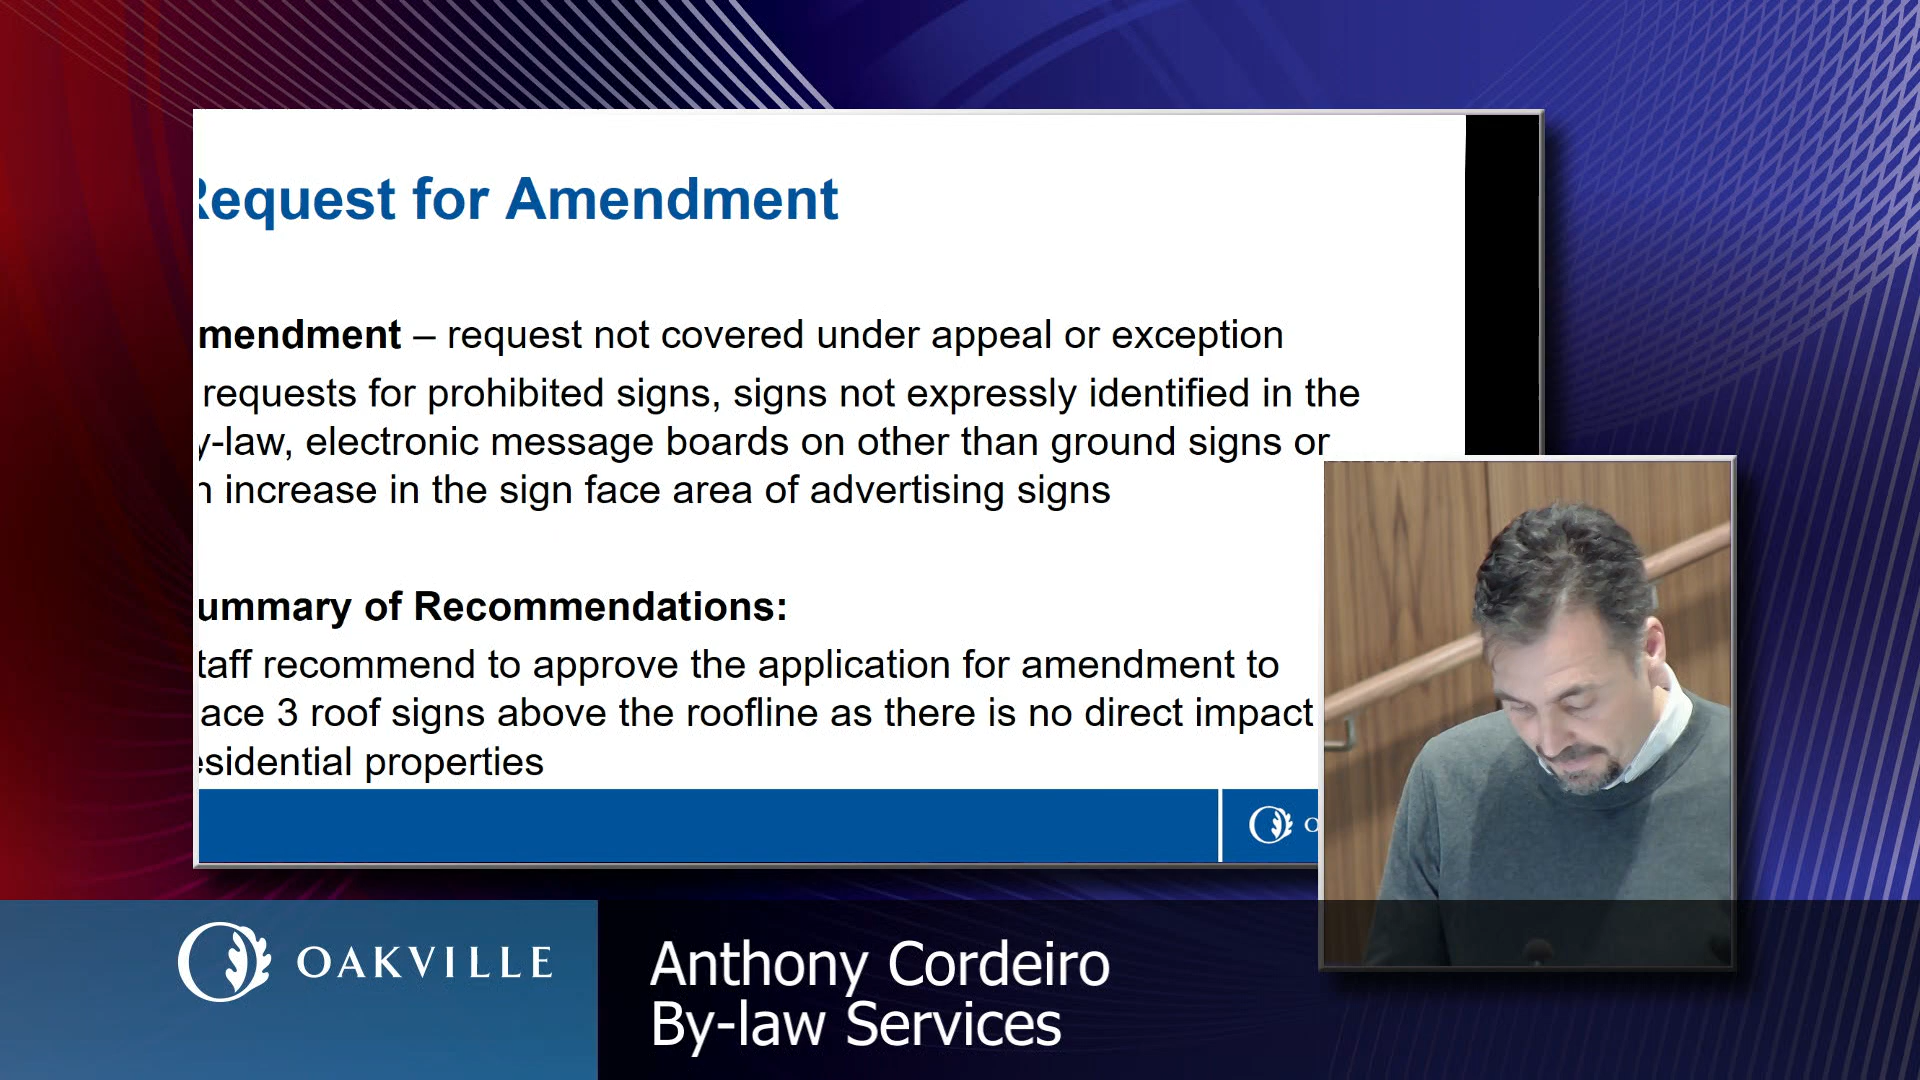 Request for Amendment
mendment – request not covered under appeal or exception
requests for prohibited signs, signs not expressly identified in the
y-law, electronic message boards on other than ground signs or
n increase in the sign face area of advertising signs
ummary of Recommendations:
taff recommend to approve the application for amendment to
ace 3 roof signs above the roofline as there is no direct impact
esidential properties
OAKVILLE
Anthony Cordeiro
By-law Services